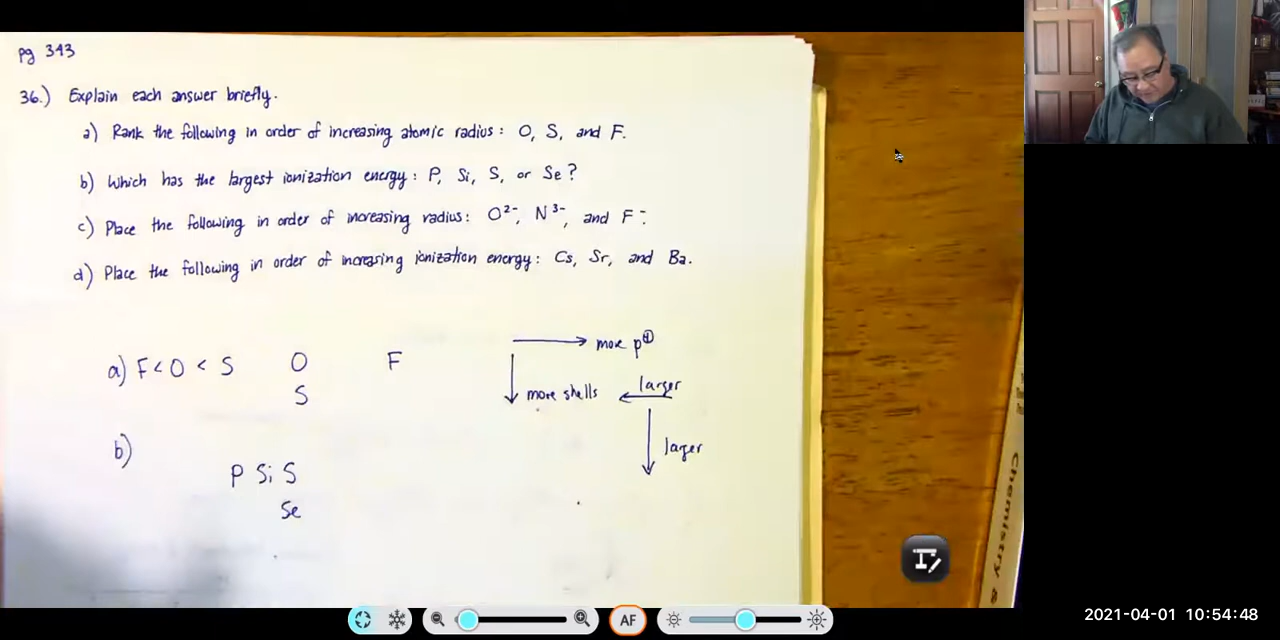 pg 343
36.) Explain each answer briefly.
a) Rank the following in order of increasing atomic radius: O, S, and F.
b) Which has the largest ionization energy: P, Si, S, or Se?
c) Place the following in order of increasing radius: O²⁻, N³⁻, and F⁻.
d) Place the following in order of increasing ionization energy: Cs, Sr, and Ba.
a) F < O < S
O F
S
more p⊕
more shells
larger
larger
b)
P Si S
Se
Chemistry &
AF
2021-04-01 10:54:48